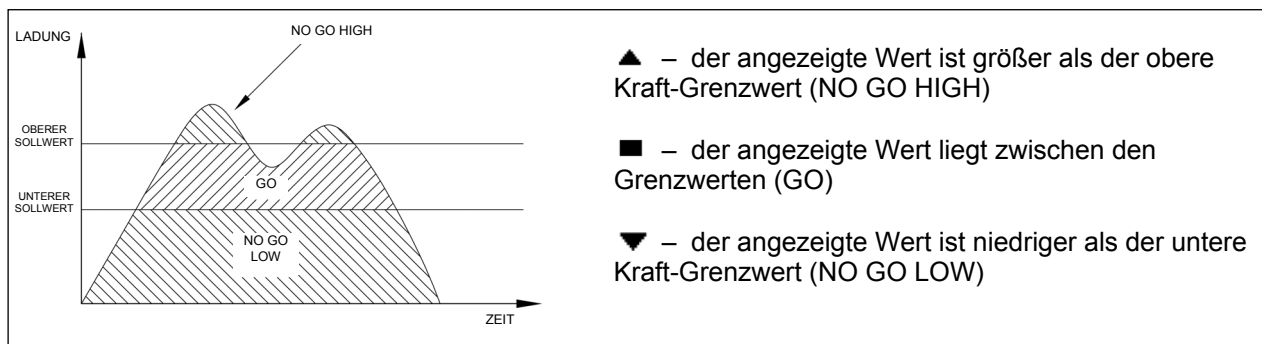 LADUNG
NO GO HIGH
OBERER
SOLLWERT
GO
UNTERER
SOLLWERT
NO GO
LOW
ZEIT
▲ – der angezeigte Wert ist größer als der obere
Kraft-Grenzwert (NO GO HIGH)
■ – der angezeigte Wert liegt zwischen den
Grenzwerten (GO)
▼ – der angezeigte Wert ist niedriger als der untere
Kraft-Grenzwert (NO GO LOW)